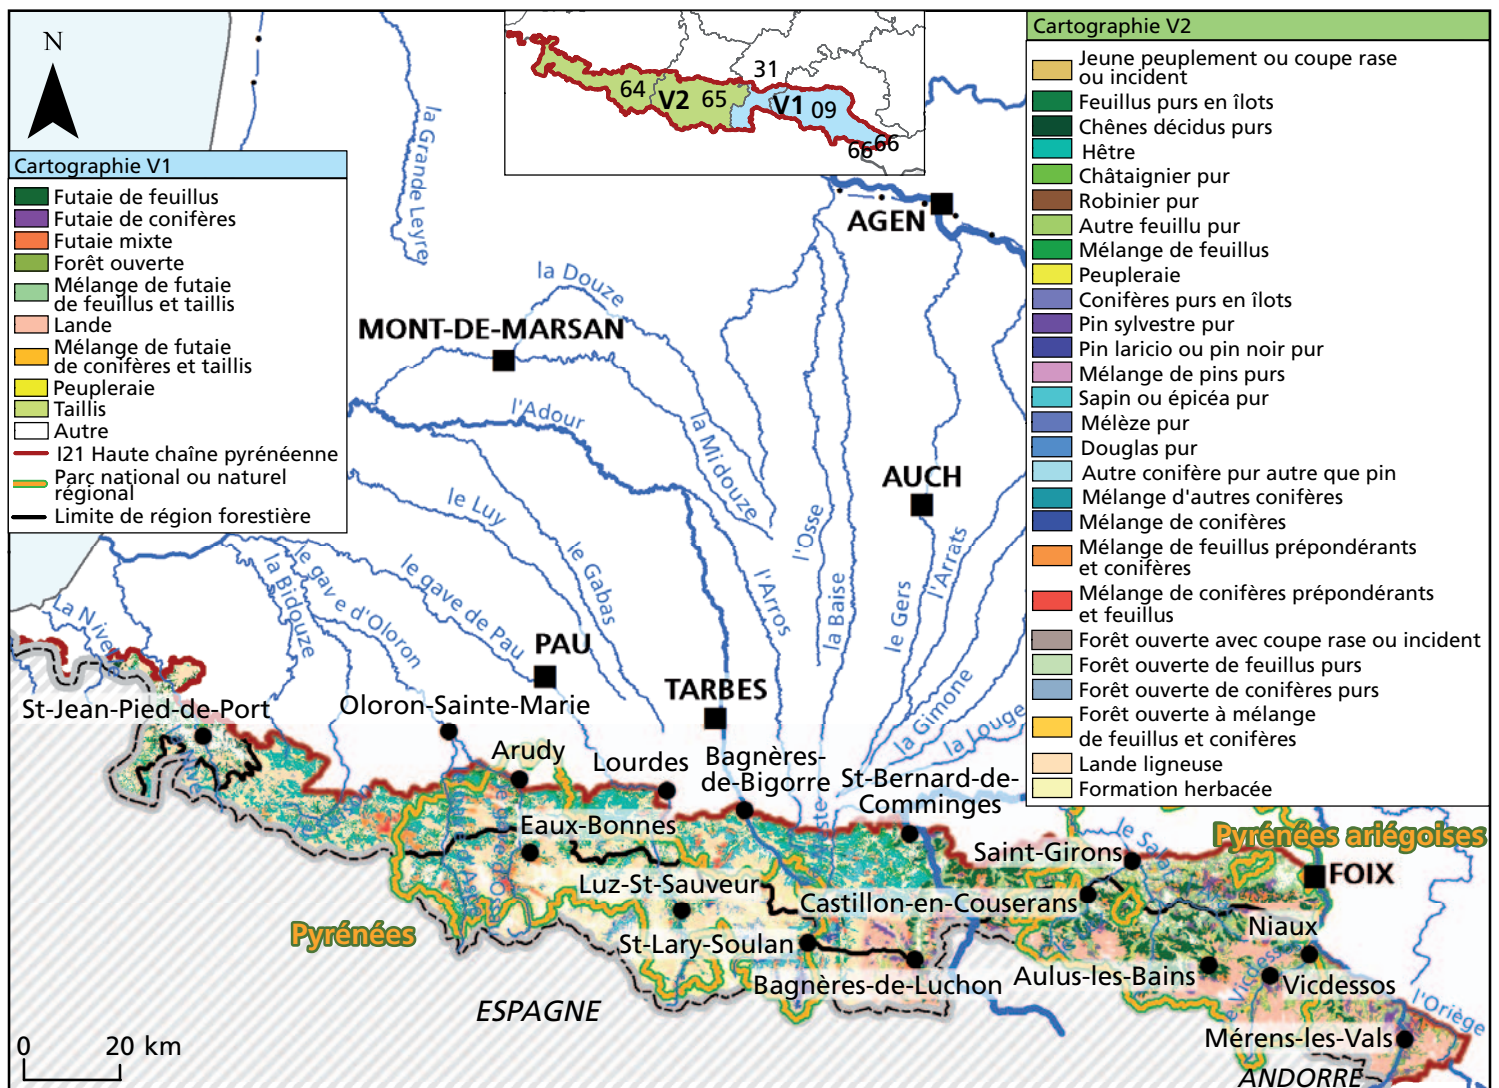 N
Cartographie V1
Futaie de feuillus
Futaie de conifères
Futaie mixte
Forêt ouverte
Mélange de futaie
de feuillus et taillis
Lande
Mélange de futaie
de conifères et taillis
Peupleraie
Taillis
Autre
I21 Haute chaîne pyrénéenne
Parc national ou naturel
régional
Limite de région forestière
31
64
V2
65
V1
09
66
66
Cartographie V2
Jeune peuplement ou coupe rase
ou incident
Feuillus purs en îlots
Chênes décidus purs
Hêtre
Châtaignier pur
Robinier pur
Autre feuillu pur
Mélange de feuillus
Peupleraie
Conifères purs en îlots
Pin sylvestre pur
Pin laricio ou pin noir pur
Mélange de pins purs
Sapin ou épicéa pur
Mélèze pur
Douglas pur
Autre conifère pur autre que pin
Mélange d'autres conifères
Mélange de conifères
Mélange de feuillus prépondérants
et conifères
Mélange de conifères prépondérants
et feuillus
Forêt ouverte avec coupe rase ou incident
Forêt ouverte de feuillus purs
Forêt ouverte de conifères purs
Forêt ouverte à mélange
de feuillus et conifères
Lande ligneuse
Formation herbacée
la Grande Leyre
AGEN
la Douze
MONT-DE-MARSAN
l'Adour
la Midouze
AUCH
le Luy
le Gabas
l'Osse
l'Arros
la Baise
le Gers
l'Arrats
la Gimone
la Louge
La Nivelle
la Bidouze
le gave d'Oloron
le gave de Pau
PAU
TARBES
St-Jean-Pied-de-Port
Oloron-Sainte-Marie
Arudy
Lourdes
Bagnères-
de-Bigorre
St-Bernard-de-
Comminges
Eaux-Bonnes
Luz-St-Sauveur
St-Lary-Soulan
Bagnères-de-Luchon
Castillon-en-Couserans
Saint-Girons
le Salat
Pyrénées ariégoises
FOIX
Niaux
Aulus-les-Bains
le Vicdessos
Vicdessos
l'Oriège
Mérens-les-Vals
Pyrénées
ESPAGNE
ANDORRE
0 20 km